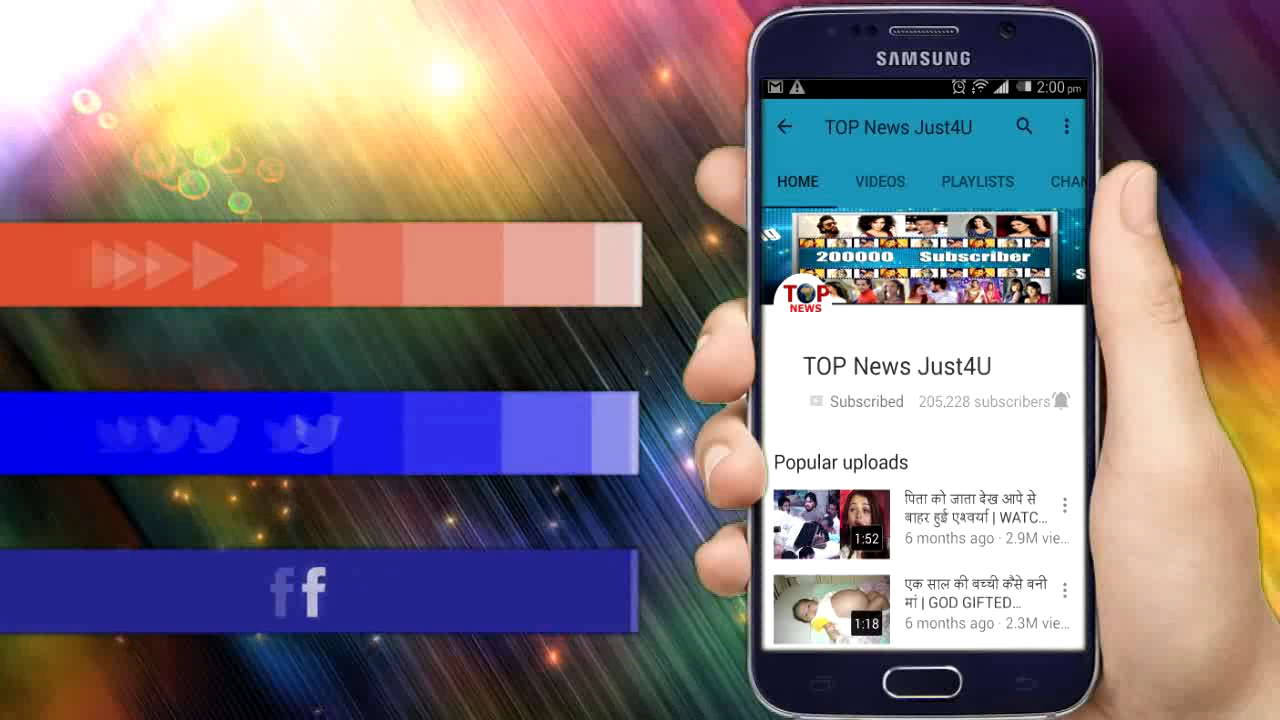 SAMSUNG
2:00 pm
TOP News Just4U
HOME VIDEOS PLAYLISTS CHAN
200000 Subscriber
TOP
NEWS
TOP News Just4U
Subscribed 205,228 subscribers
Popular uploads
पिता को जाता देख आपे से
बाहर हुई एश्वर्या | WATC...
1:52
6 months ago · 2.9M vie...
एक साल की बच्ची कैसे बनी
मां | GOD GIFTED...
1:18
6 months ago · 2.3M vie...
f f